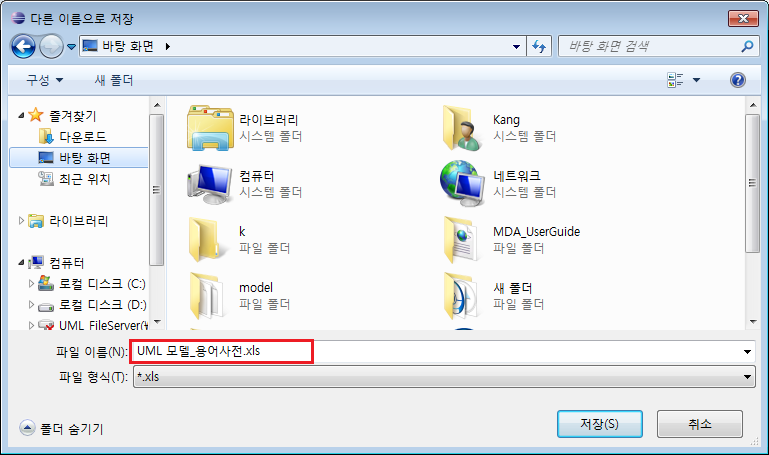 다른 이름으로 저장
바탕 화면
바탕 화면 검색
구성
새 폴더
즐겨찾기
다운로드
바탕 화면
최근 위치
라이브러리
컴퓨터
로컬 디스크 (C:)
로컬 디스크 (D:)
UML FileServer(
라이브러리
시스템 폴더
Kang
시스템 폴더
컴퓨터
시스템 폴더
네트워크
시스템 폴더
k
파일 폴더
MDA_UserGuide
파일 폴더
model
파일 폴더
새 폴더
파일 폴더
파일 이름(N):
UML 모델_용어사전.xls
파일 형식(T):
*.xls
폴더 숨기기
저장(S)
취소